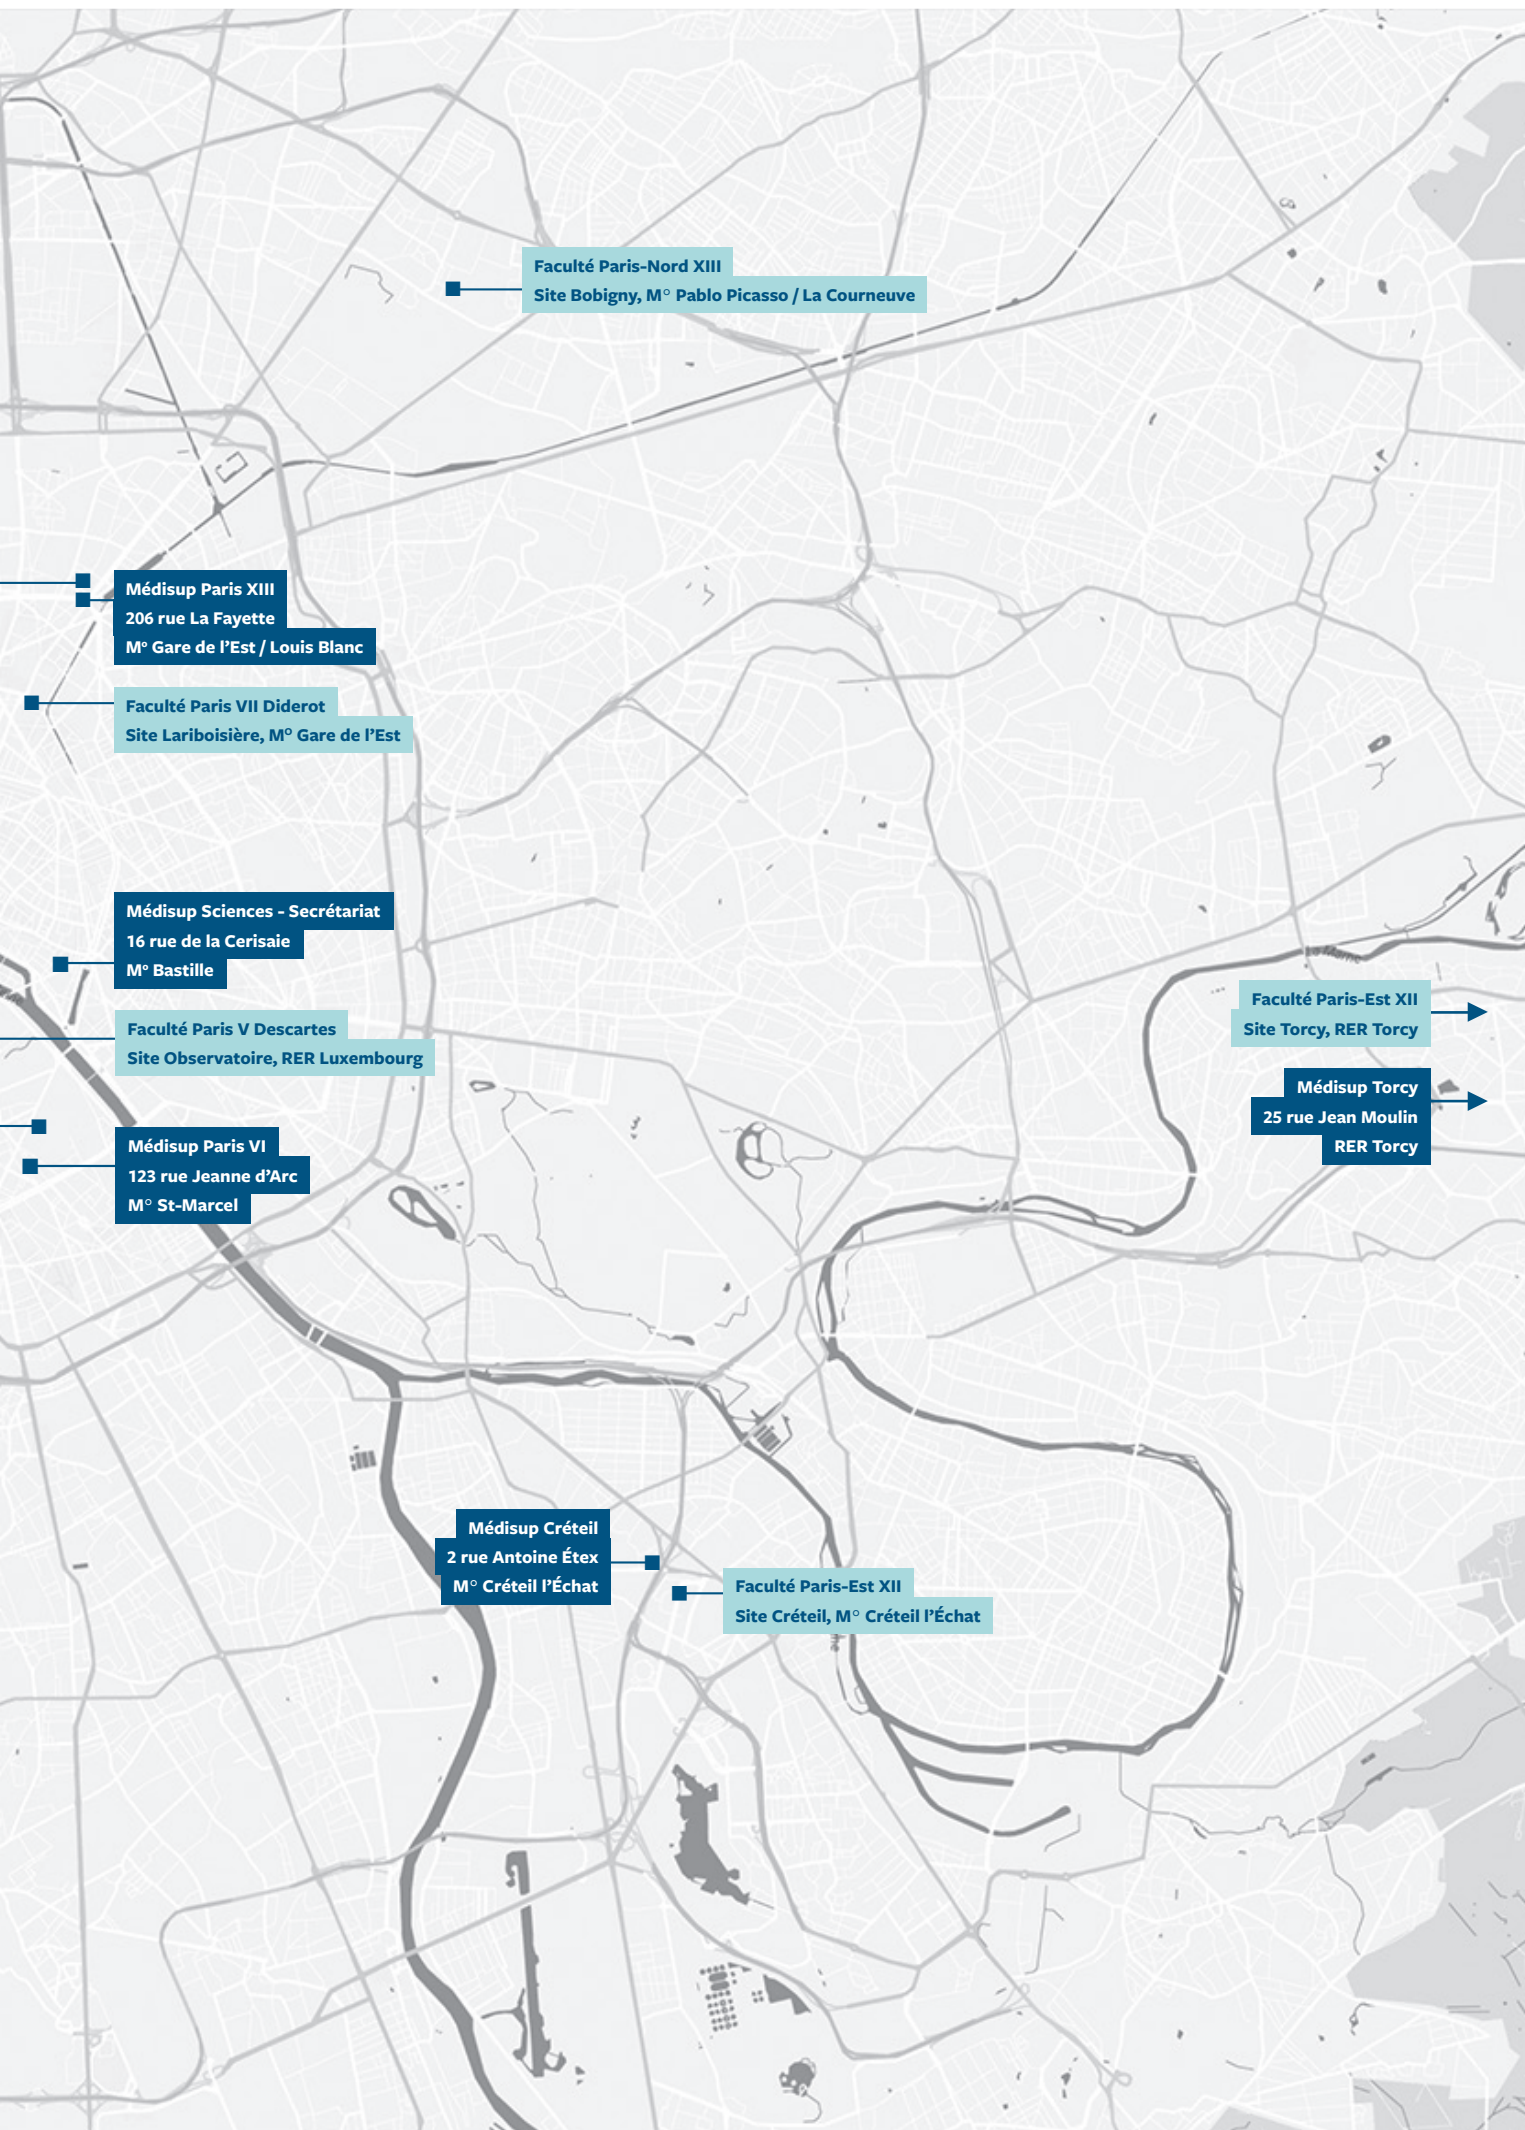 Faculté Paris-Nord XIII
Site Bobigny, M° Pablo Picasso / La Courneuve
Médisup Paris XIII
206 rue La Fayette
M° Gare de l'Est / Louis Blanc
Faculté Paris VII Diderot
Site Lariboisière, M° Gare de l'Est
Médisup Sciences - Secrétariat
16 rue de la Cerisaie
M° Bastille
La Marne
Faculté Paris-Est XII
Site Torcy, RER Torcy
Faculté Paris V Descartes
Site Observatoire, RER Luxembourg
Médisup Torcy
25 rue Jean Moulin
RER Torcy
Médisup Paris VI
123 rue Jeanne d'Arc
M° St-Marcel
Médisup Créteil
2 rue Antoine Étex
M° Créteil l'Échat
Faculté Paris-Est XII
Site Créteil, M° Créteil l'Échat